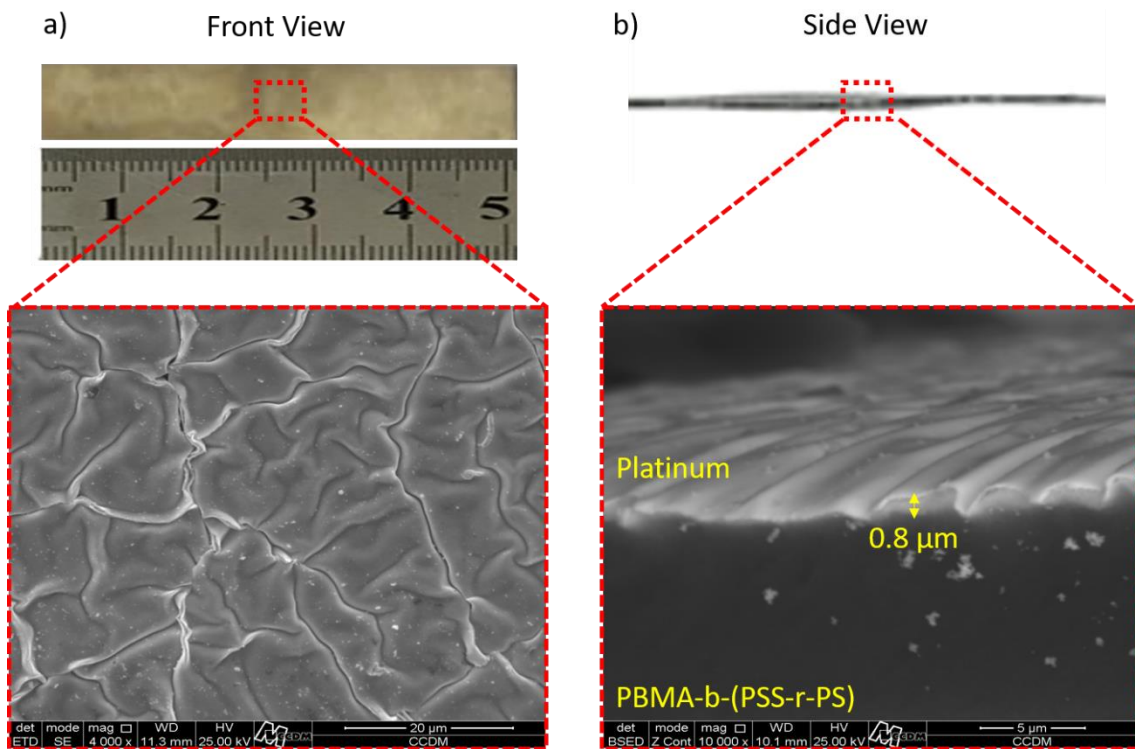 a)
Front View
b)
Side View
1 2 3 4 5
Platinum
0.8 µm
PBMA-b-(PSS-r-PS)
det mode mag □ WD HV
ETD SE 4 000 x 11.3 mm 25.00 kV
20 µm
CCDM
det mode mag □ WD HV
BSED Z Cont 10 000 x 10.1 mm 25.00 kV
5 µm
CCDM